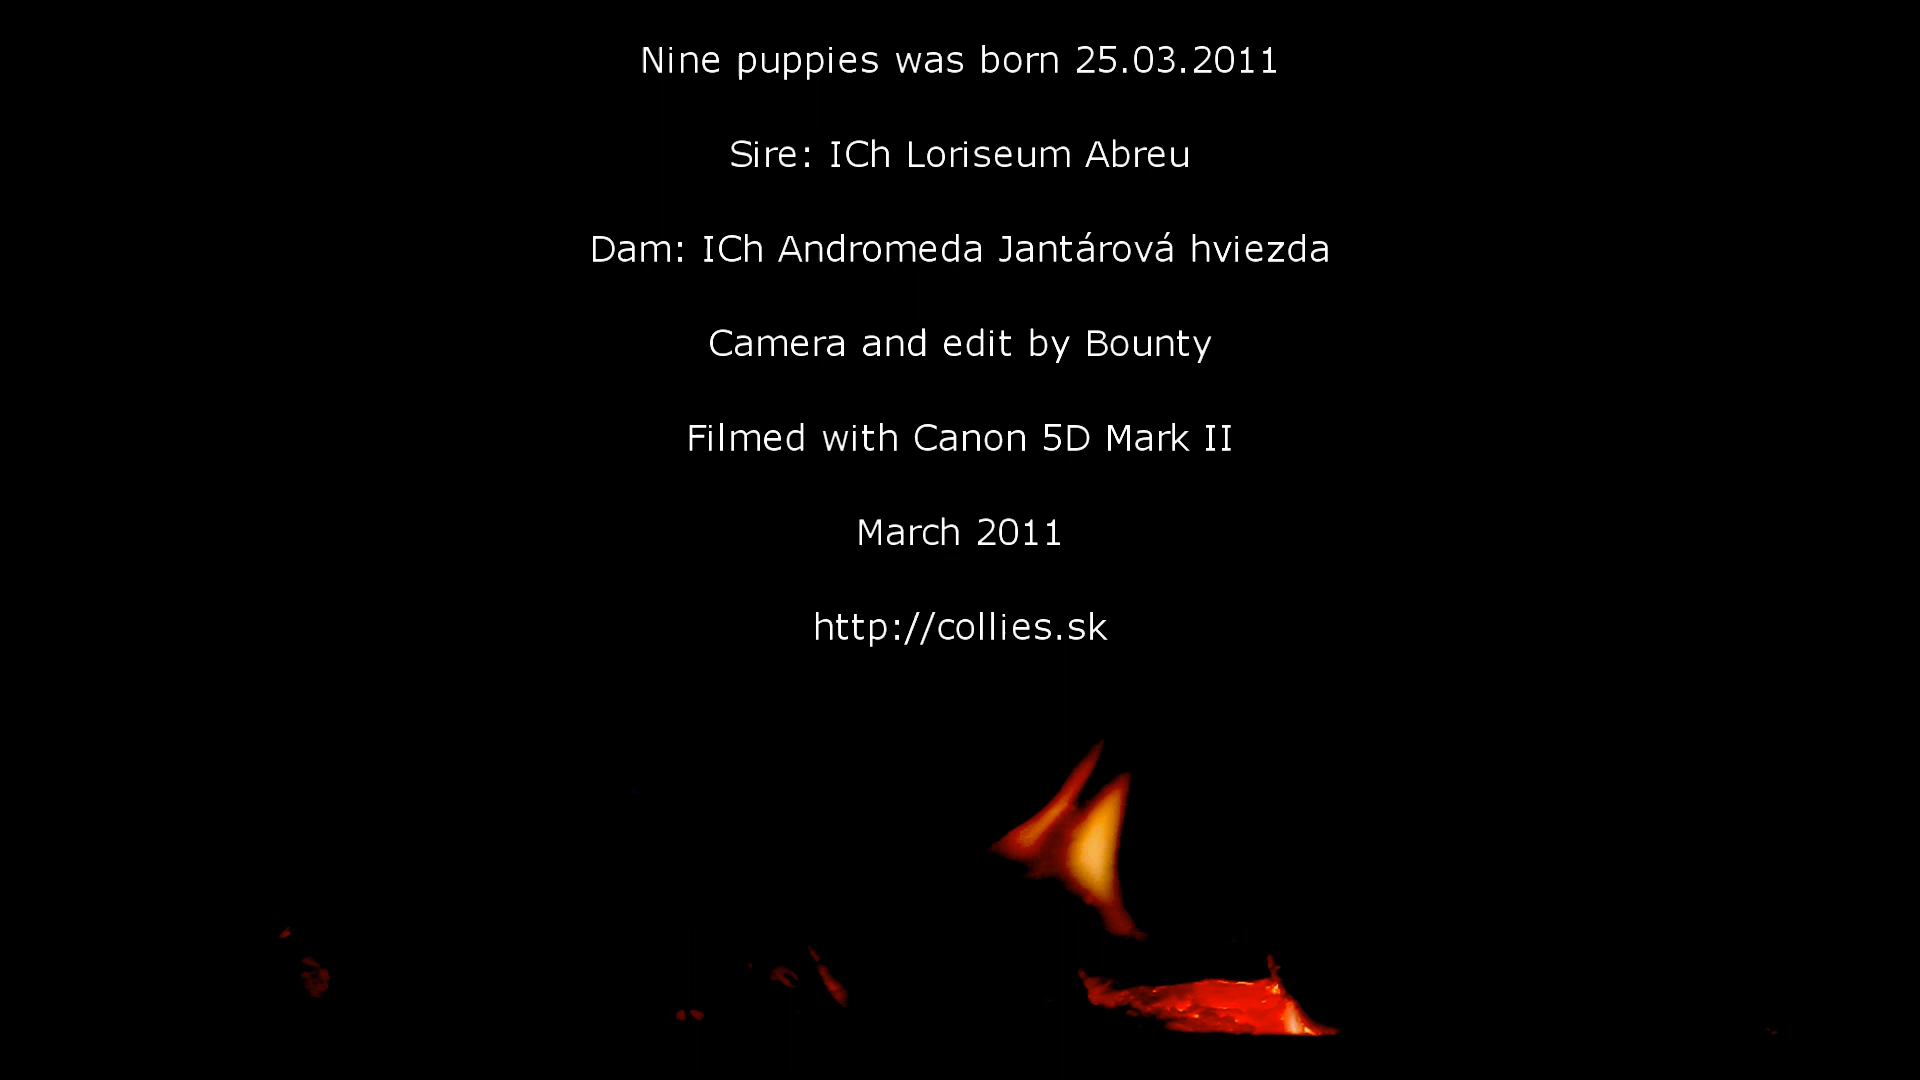 Nine puppies was born 25.03.2011
Sire: ICh Loriseum Abreu
Dam: ICh Andromeda Jantárová hviezda
Camera and edit by Bounty
Filmed with Canon 5D Mark II
March 2011
http://collies.sk